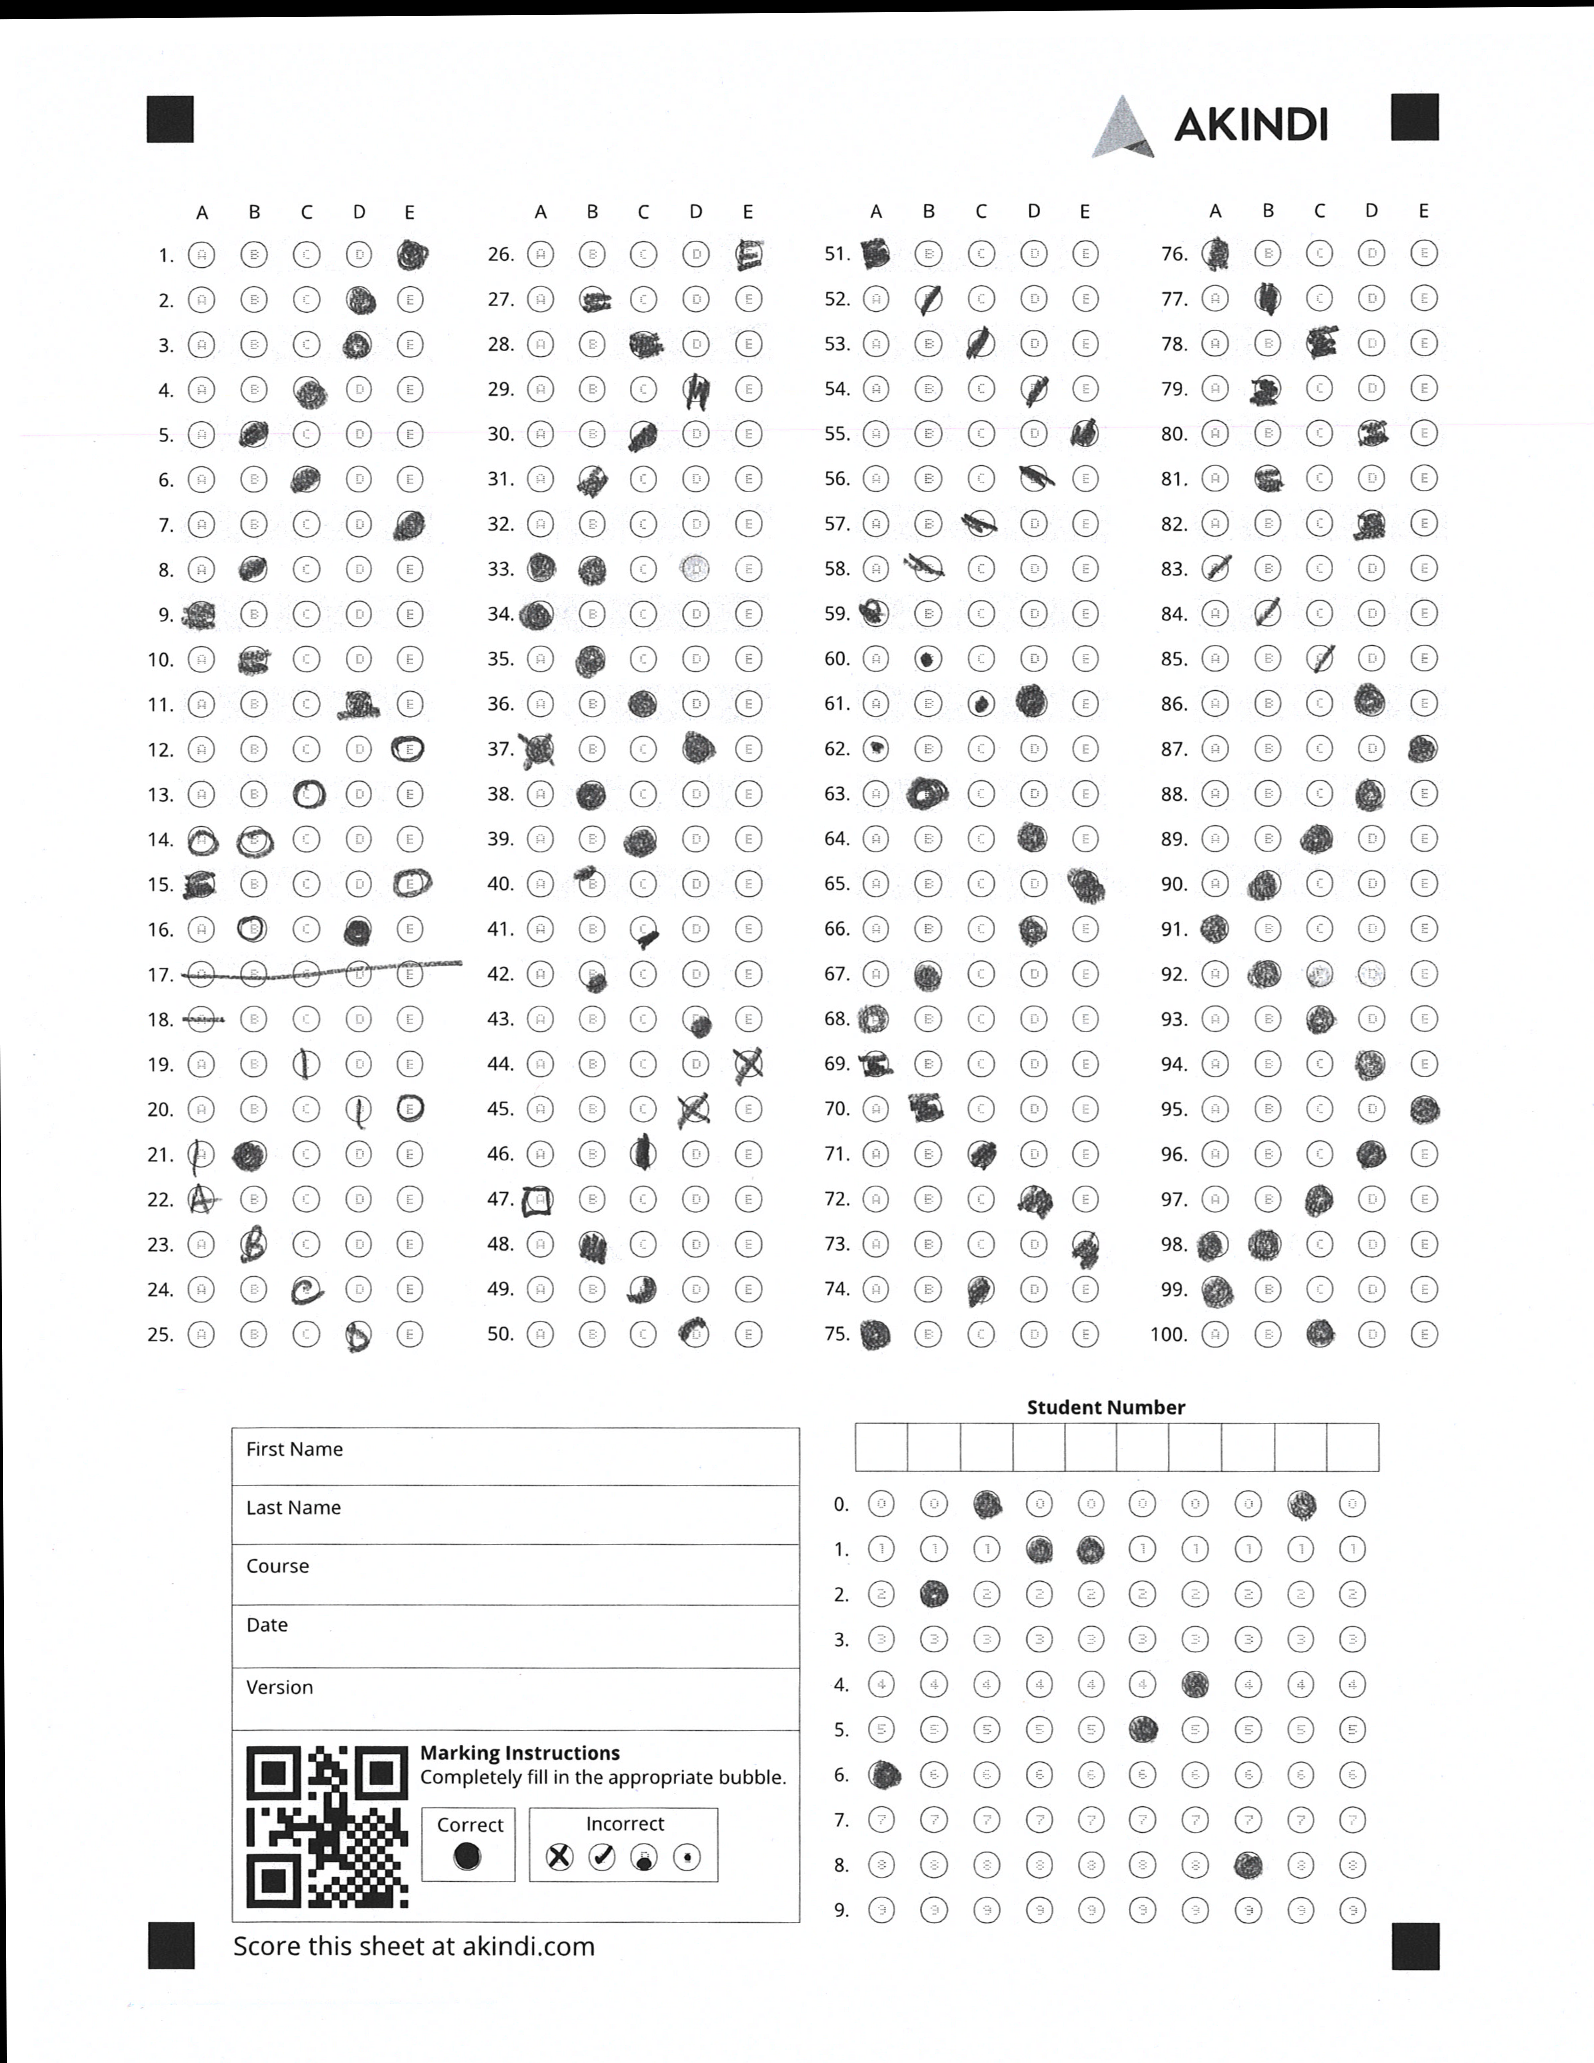 AKINDI
A B C D E A B C D E A B C D E A B C D E
1. A B C D 26. A B C D E 51. B C D E 76. B C D E
2. A B C E 27. A C D E 52. A C D E 77. A C D E
3. A B C E 28. A B D E 53. A B D E 78. A B D E
4. A B D E 29. A B C E 54. A B C E 79. A C D E
5. A C D E 30. A B D E 55. A B C D 80. A B C E
6. A B D E 31. A C D E 56. A B C E 81. A C D E
7. A B C D 32. A B C D E 57. A B D E 82. A B C E
8. A C D E 33. C D E 58. A C D E 83. B C D E
9. B C D E 34. B C D E 59. B C D E 84. A C D E
10. A C D E 35. A C D E 60. A C D E 85. A B D E
11. A B C E 36. A B D E 61. A B E 86. A B C E
12. A B C D E 37. B C E 62. B C D E 87. A B C D
13. A B C D E 38. A C D E 63. A C D E 88. A B C E
14. A B C D E 39. A B D E 64. A B C E 89. A B D E
15. B C D E 40. A B C D E 65. A B C D 90. A C D E
16. A B C E 41. A B C D E 66. A B C E 91. B C D E
17. A B C D E 42. A B C D E 67. A C D E 92. A C D E
18. A B C D E 43. A B C D E 68. B C D E 93. A B D E
19. A B D E 44. A B C D 69. B C D E 94. A B C E
20. A B C E 45. A B C E 70. A C D E 95. A B C D
21. A C D E 46. A B D E 71. A B D E 96. A B C E
22. A B C D E 47. A B C D E 72. A B C E 97. A B D E
23. A B C D E 48. A C D E 73. A B C D 98. C D E
24. A B C D E 49. A B D E 74. A B D E 99. B C D E
25. A B C D E 50. A B C D E 75. B C D E 100. A B D E
Student Number
First Name
Last Name
Course
Date
Version
0. 0 0 0 0 0 0 0 0
1. 1 1 1 1 1 1 1 1
2. 2 2 2 2 2 2 2 2 2
3. 3 3 3 3 3 3 3 3 3 3
4. 4 4 4 4 4 4 4 4 4
5. 5 5 5 5 5 5 5 5 5
6. 6 6 6 6 6 6 6 6 6
7. 7 7 7 7 7 7 7 7 7 7
8. 8 8 8 8 8 8 8 8 8
9. 9 9 9 9 9 9 9 9 9 9
Marking Instructions
Completely fill in the appropriate bubble.
Correct Incorrect
Score this sheet at akindi.com